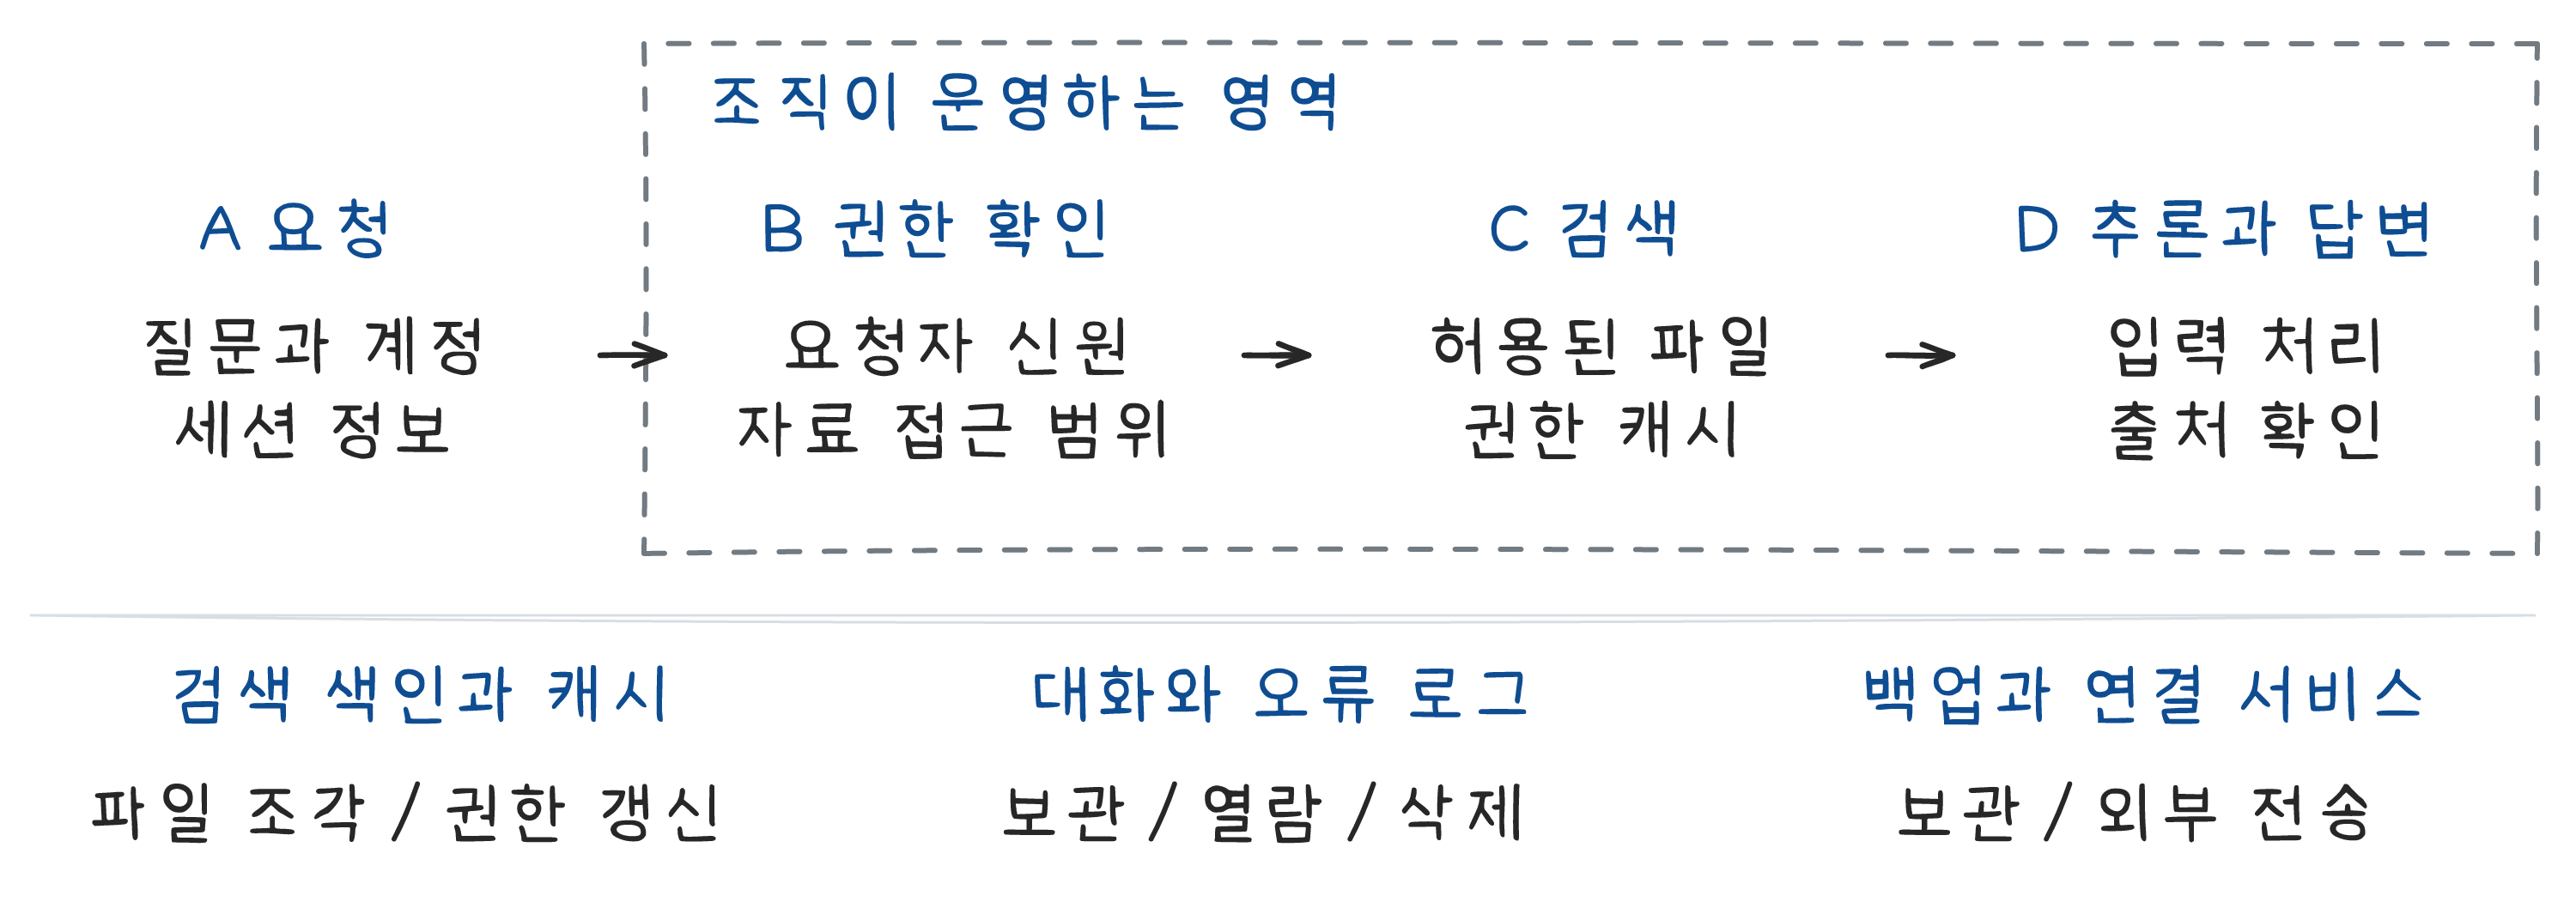 조직이 운영하는 영역
A 요청
B 권한 확인
C 검색
D 추론과 답변
질문과 계정
세션 정보
→ 요청자 신원
자료 접근 범위
→ 허용된 파일
권한 캐시
→ 입력 처리
출처 확인
검색 색인과 캐시
대화와 오류 로그
백업과 연결 서비스
파일 조각 / 권한 갱신
보관 / 열람 / 삭제
보관 / 외부 전송